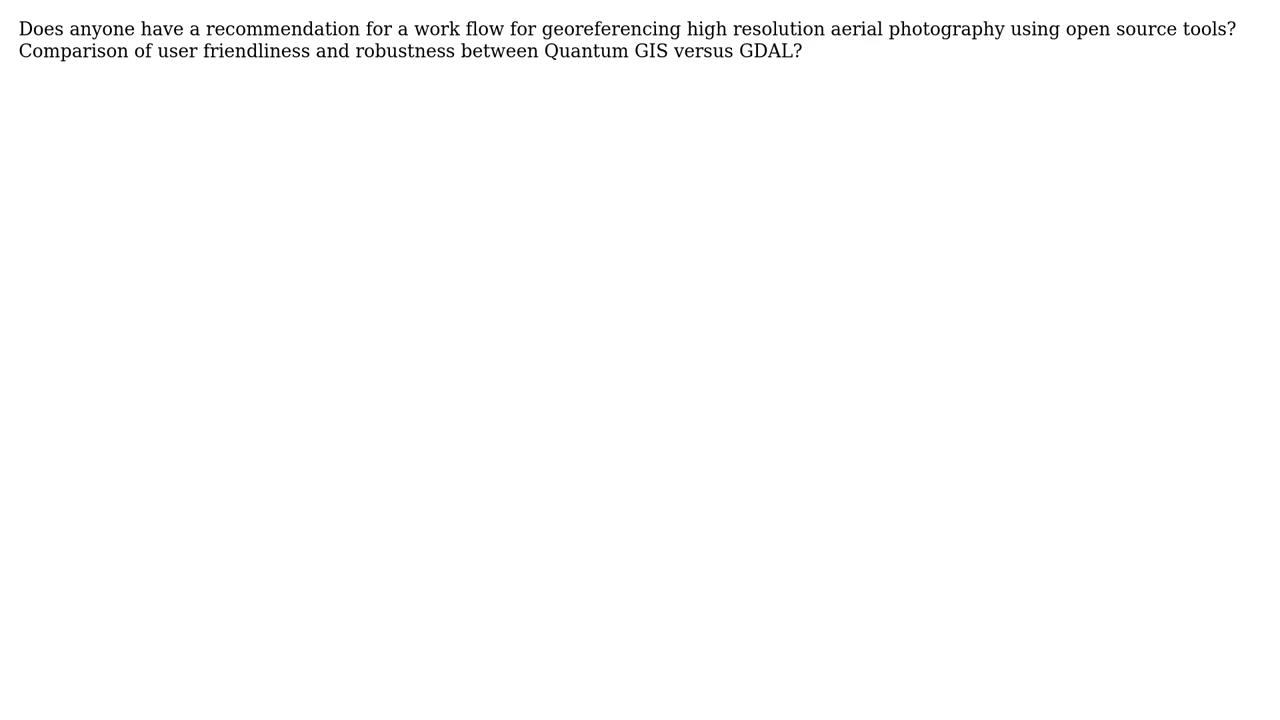 Does anyone have a recommendation for a work flow for georeferencing high resolution aerial photography using open source tools?
Comparison of user friendliness and robustness between Quantum GIS versus GDAL?